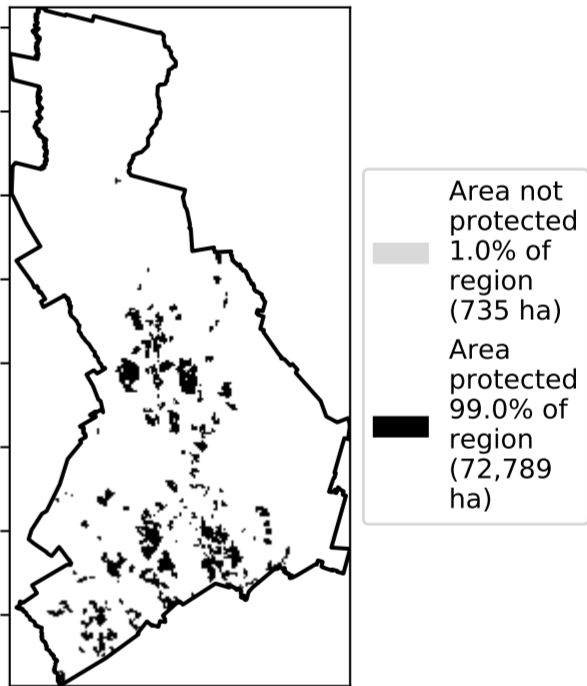 Area not
protected
1.0% of
region
(735 ha)
Area
protected
99.0% of
region
(72,789
ha)